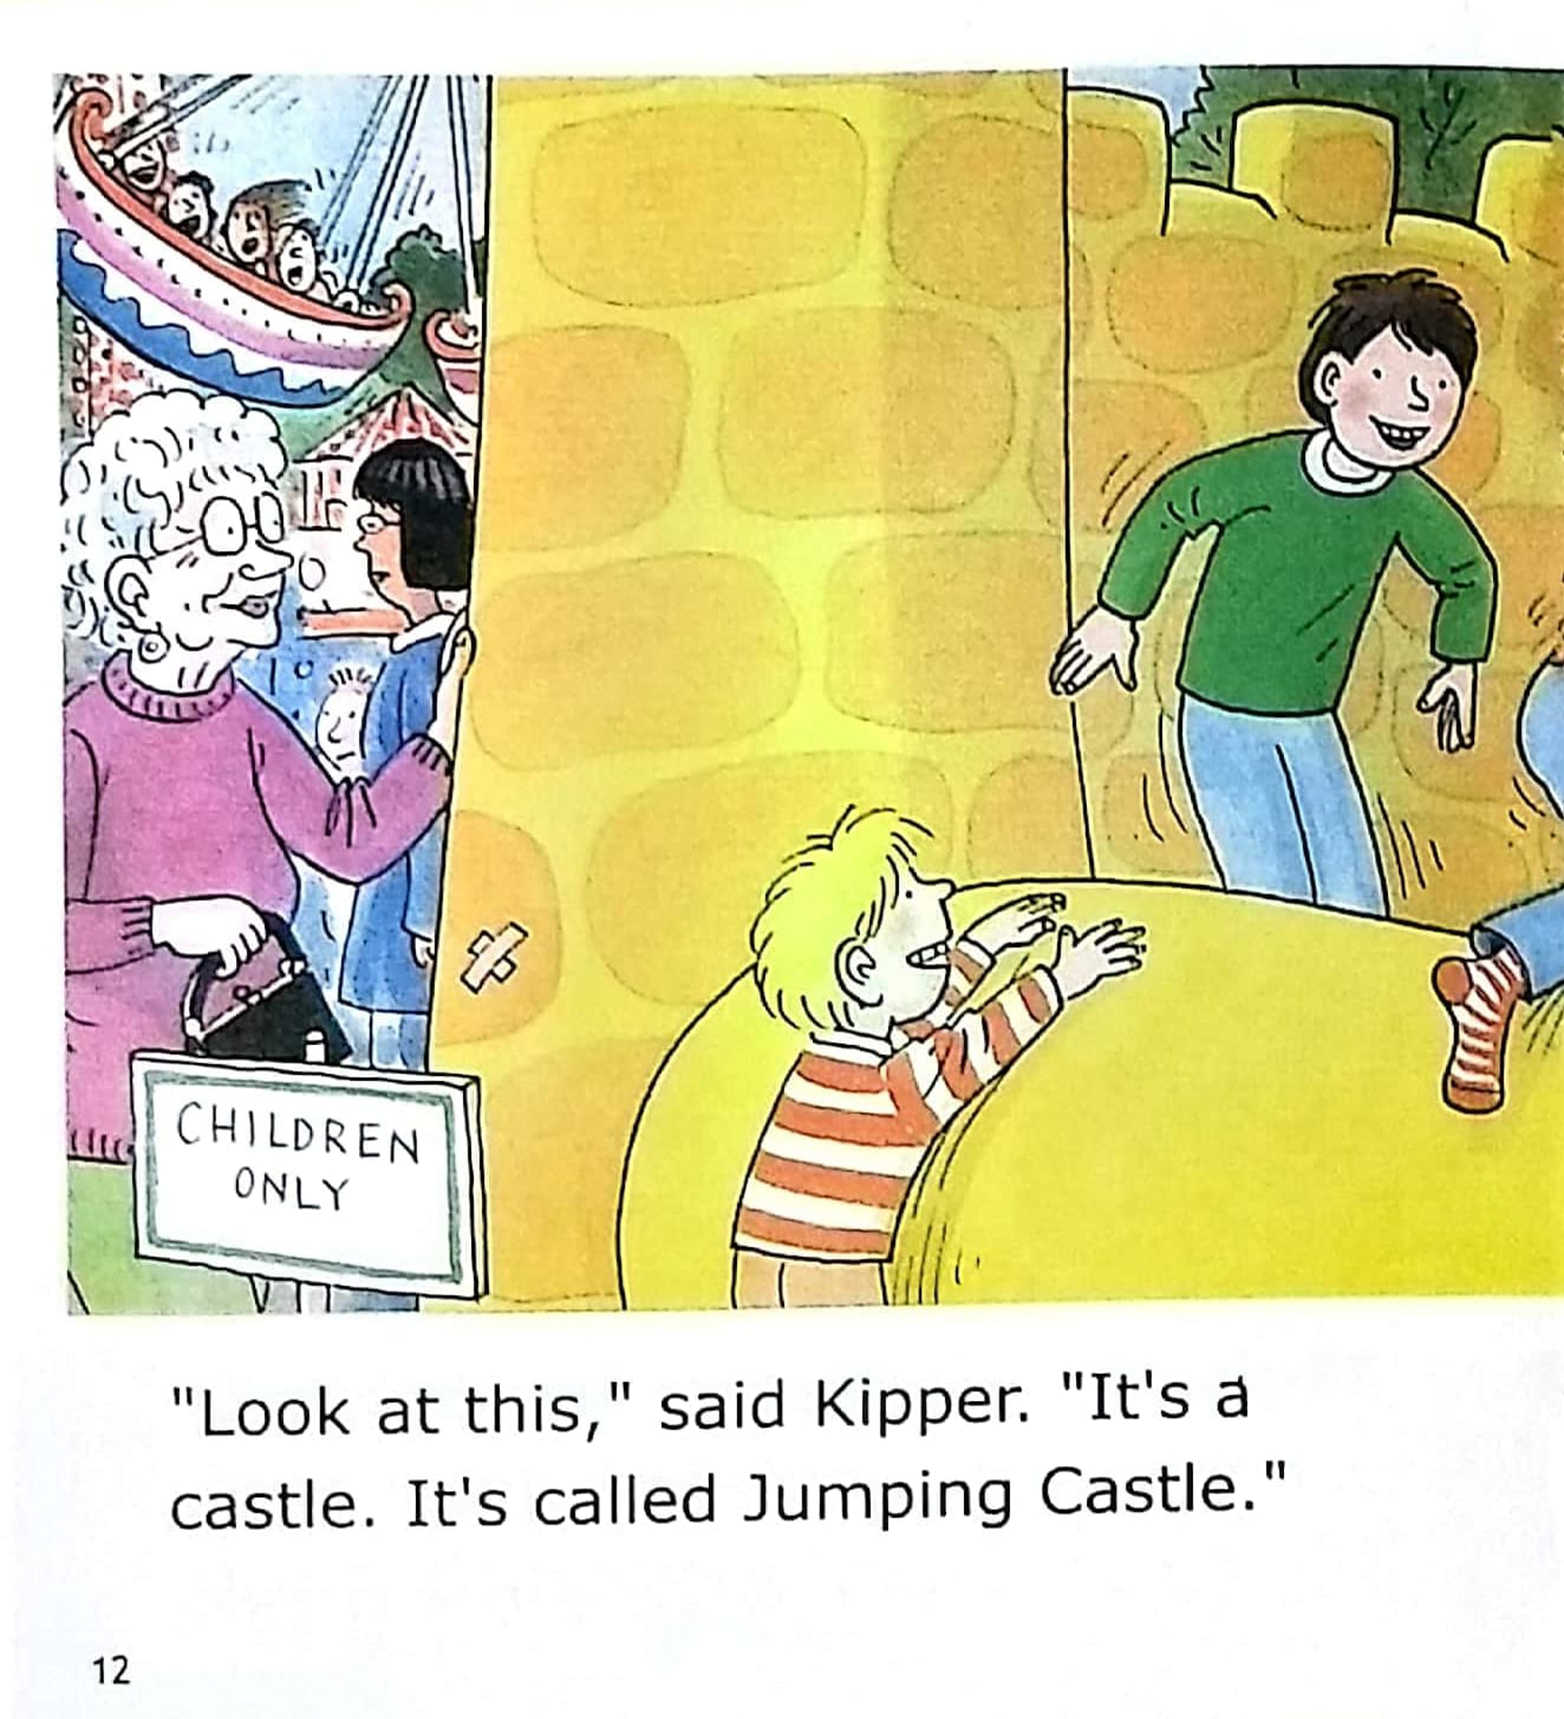 CHILDREN
ONLY
"Look at this," said Kipper. "It's a
castle. It's called Jumping Castle."
12